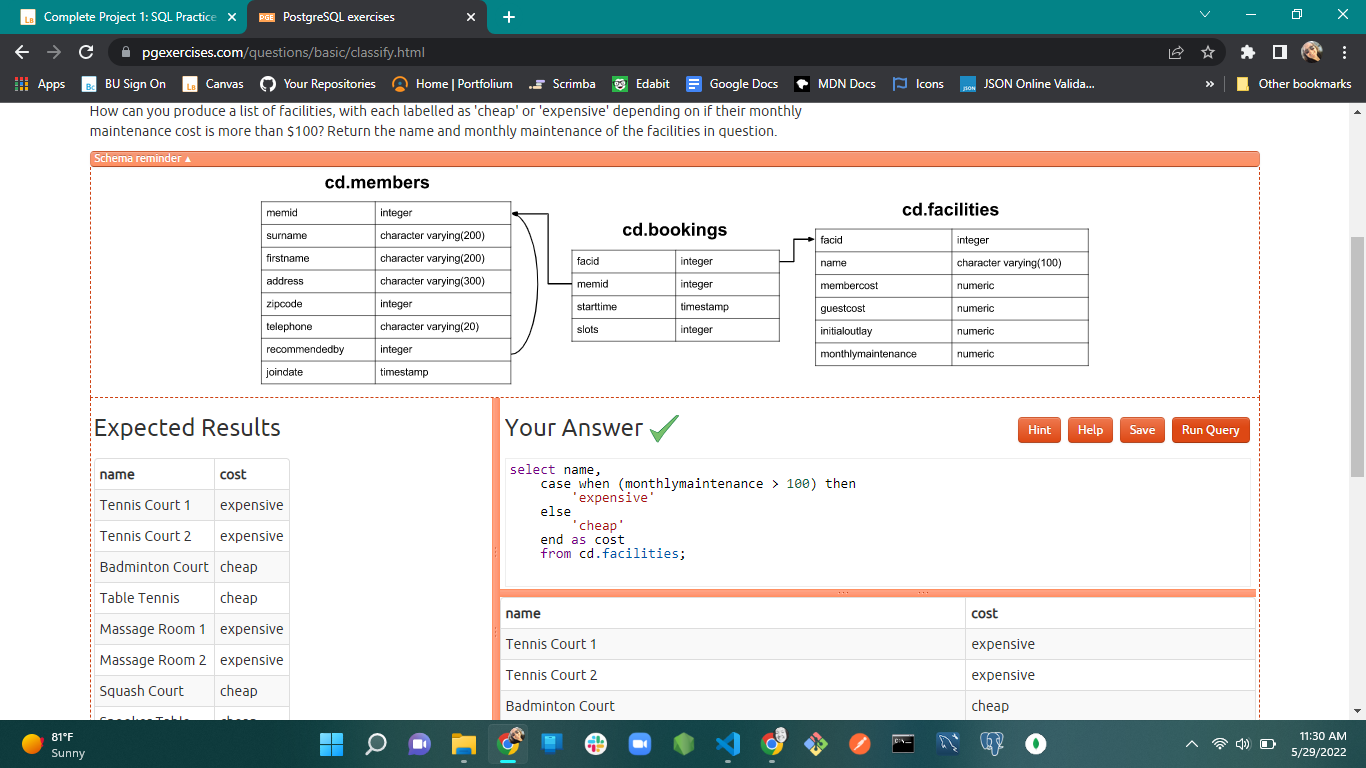 Complete Project 1: SQL Practice
PostgreSQL exercises
pgexercises.com/questions/basic/classify.html
Apps
BU Sign On
Canvas
Your Repositories
Home | Portfolium
Scrimba
Edabit
Google Docs
MDN Docs
Icons
JSON Online Valida...
»
Other bookmarks
How can you produce a list of facilities, with each labelled as 'cheap' or 'expensive' depending on if their monthly
maintenance cost is more than $100? Return the name and monthly maintenance of the facilities in question.
Schema reminder ▴
cd.members
memid integer
surname character varying(200)
firstname character varying(200)
address character varying(300)
zipcode integer
telephone character varying(20)
recommendedby integer
joindate timestamp
cd.bookings
facid integer
memid integer
starttime timestamp
slots integer
cd.facilities
facid integer
name character varying(100)
membercost numeric
guestcost numeric
initialoutlay numeric
monthlymaintenance numeric
Expected Results
name cost
Tennis Court 1 expensive
Tennis Court 2 expensive
Badminton Court cheap
Table Tennis cheap
Massage Room 1 expensive
Massage Room 2 expensive
Squash Court cheap
Your Answer
Hint
Help
Save
Run Query
select name,
case when (monthlymaintenance > 100) then
'expensive'
else
'cheap'
end as cost
from cd.facilities;
name cost
Tennis Court 1 expensive
Tennis Court 2 expensive
Badminton Court cheap
81°F
Sunny
11:30 AM
5/29/2022